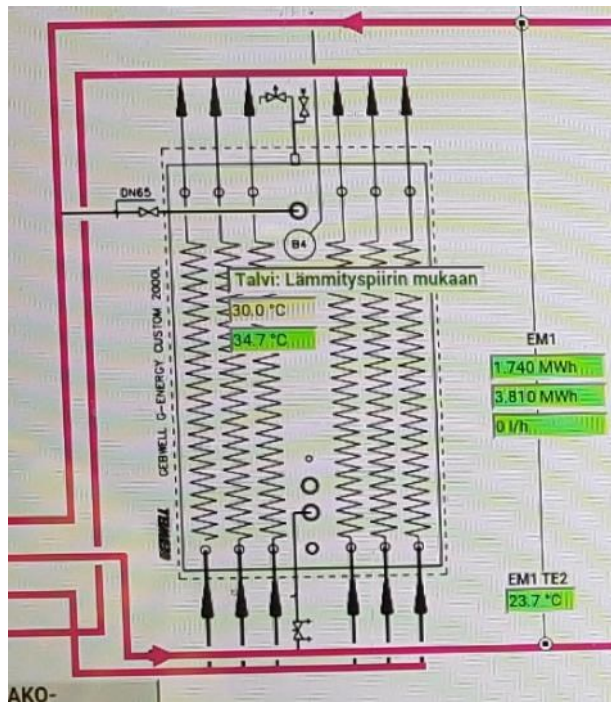 DN65
B4
Talvi: Lämmityspiirin mukaan
30.0 °C
34.7 °C
GEBWELL G-ENERGY CUSTOM 2000L
EM1
1.740 MWh
3.810 MWh
0 l/h
EM1 TE2
23.7 °C
AKO-